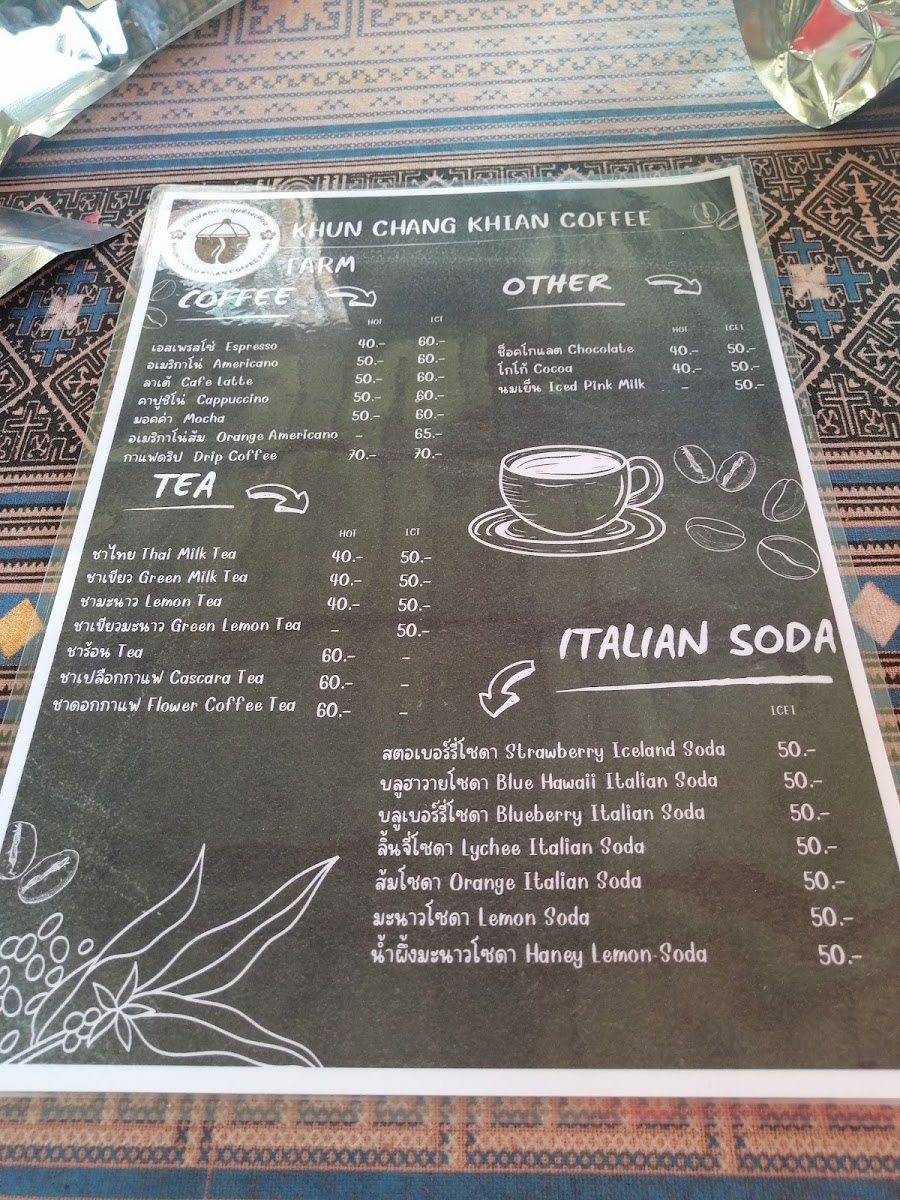 KHUN CHANG KHIAN COFFEE
FARM
COFFEE
HOT ICE
เอสเพรสโซ่ Espresso 40.- 60.-
อเมริกาโน่ Americano 50.- 60.-
ลาเต้ Cafe Latte 50.- 60.-
คาปูชิโน่ Cappuccino 50.- 60.-
มอคค่า Mocha 50.- 60.-
อเมริกาโน่ส้ม Orange Americano - 65.-
กาแฟดริป Drip Coffee 70.- 70.-
TEA
HOT ICE
ชาไทย Thai Milk Tea 40.- 50.-
ชาเขียว Green Milk Tea 40.- 50.-
ชามะนาว Lemon Tea 40.- 50.-
ชาเขียวมะนาว Green Lemon Tea - 50.-
ชาร้อน Tea 60.- -
ชาเปลือกกาแฟ Cascara Tea 60.- -
ชาดอกกาแฟ Flower Coffee Tea 60.- -
OTHER
HOT ICE1
ช็อคโกแลต Chocolate 40.- 50.-
โกโก้ Cocoa 40.- 50.-
นมเย็น Iced Pink Milk - 50.-
ITALIAN SODA
ICE1
สตอเบอร์รี่โซดา Strawberry Iceland Soda 50.-
บลูฮาวายโซดา Blue Hawaii Italian Soda 50.-
บลูเบอร์รี่โซดา Blueberry Italian Soda 50.-
ลิ้นจี่โซดา Lychee Italian Soda 50.-
ส้มโซดา Orange Italian Soda 50.-
มะนาวโซดา Lemon Soda 50.-
น้ำผึ้งมะนาวโซดา Haney Lemon Soda 50.-